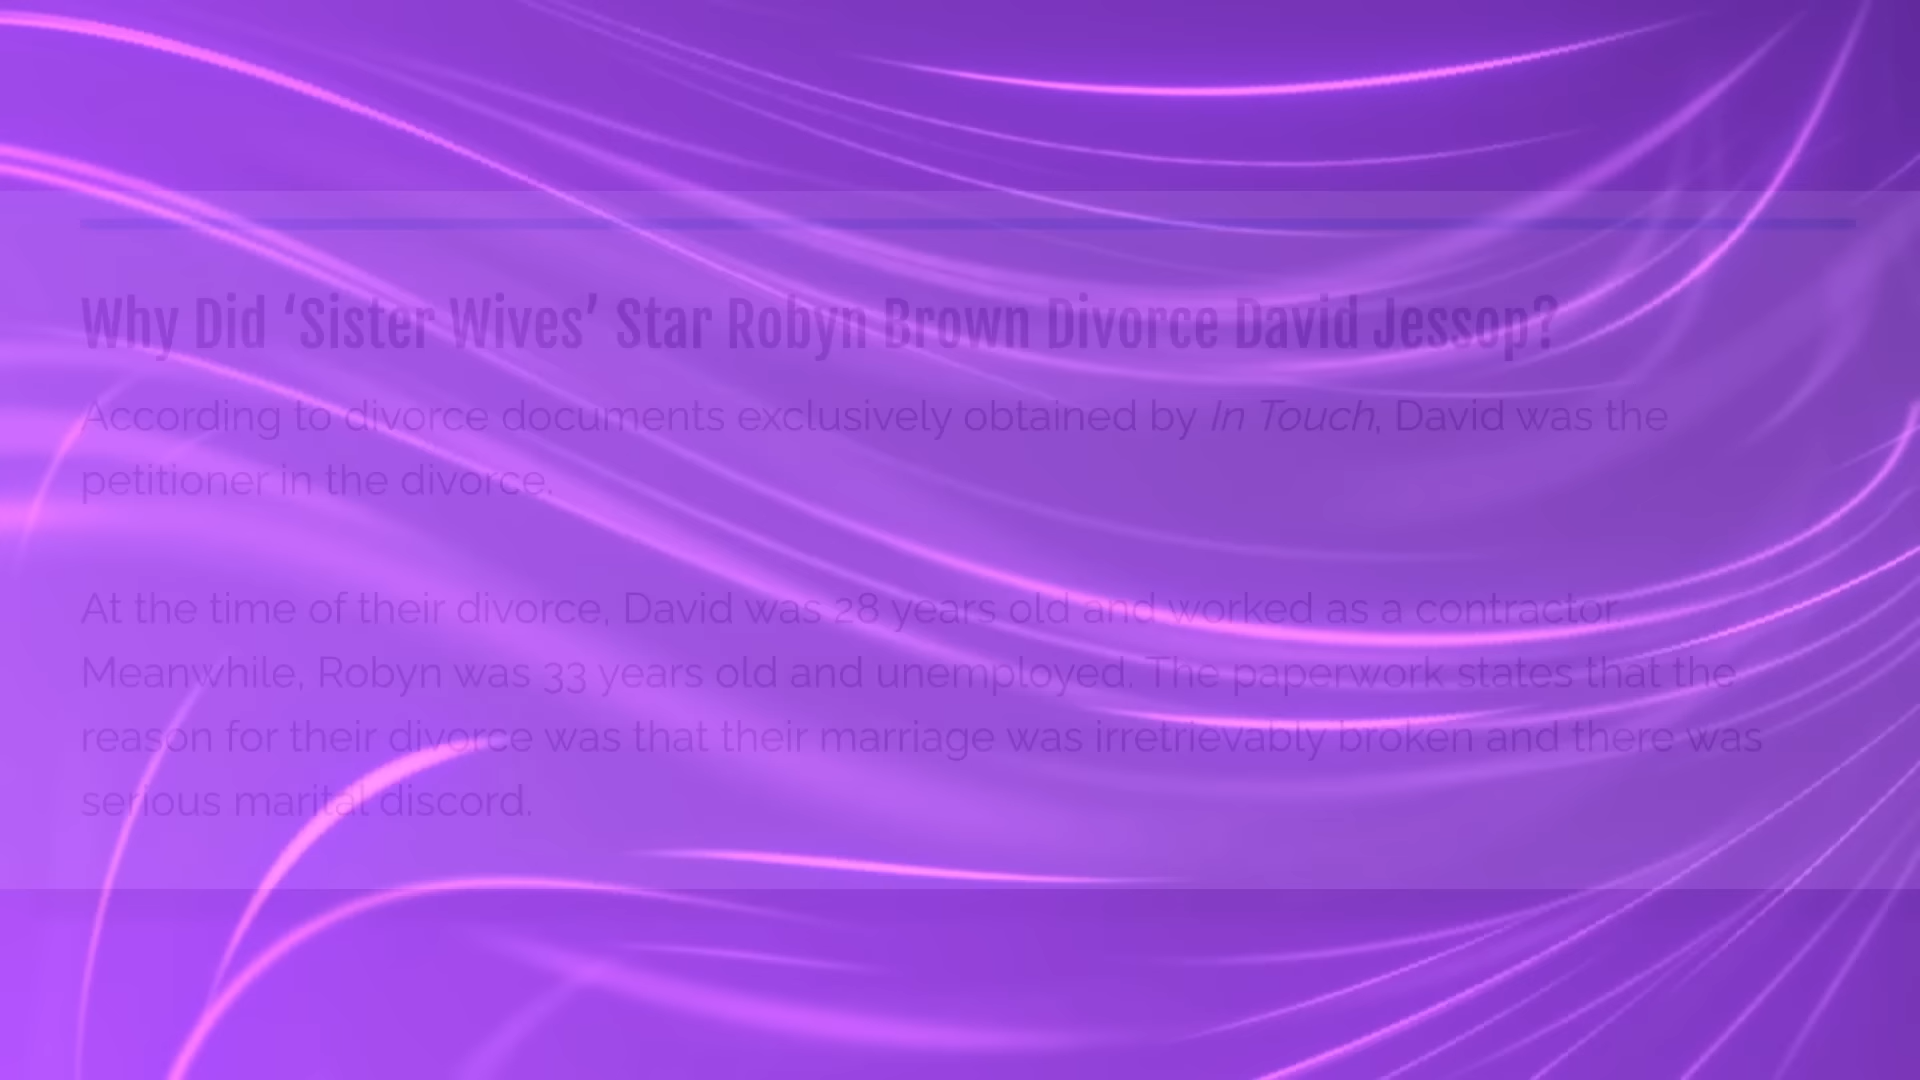 Why Did ‘Sister Wives’ Star Robyn Brown Divorce David Jessop?
According to divorce documents exclusively obtained by In Touch, David was the
petitioner in the divorce.
At the time of their divorce, David was 28 years old and worked as a contractor.
Meanwhile, Robyn was 33 years old and unemployed. The paperwork states that the
reason for their divorce was that their marriage was irretrievably broken and there was
serious marital discord.